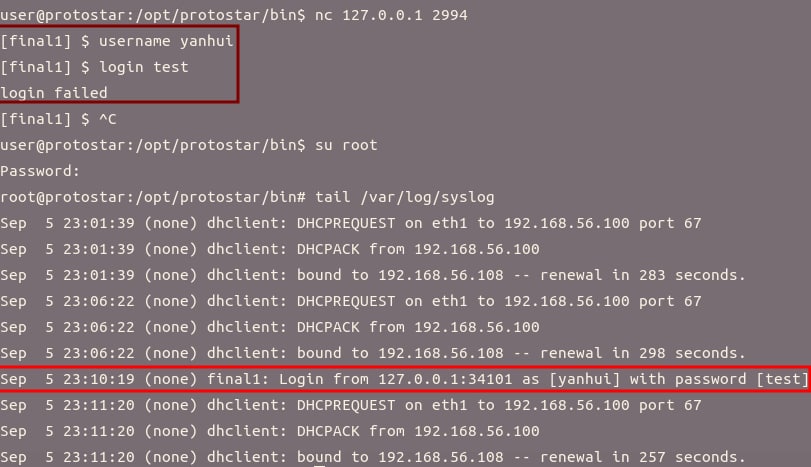 user@protostar:/opt/protostar/bin$ nc 127.0.0.1 2994
[final1] $ username yanhui
[final1] $ login test
login failed
[final1] $ ^C
user@protostar:/opt/protostar/bin$ su root
Password:
root@protostar:/opt/protostar/bin# tail /var/log/syslog
Sep  5 23:01:39 (none) dhclient: DHCPREQUEST on eth1 to 192.168.56.100 port 67
Sep  5 23:01:39 (none) dhclient: DHCPACK from 192.168.56.100
Sep  5 23:01:39 (none) dhclient: bound to 192.168.56.108 -- renewal in 283 seconds.
Sep  5 23:06:22 (none) dhclient: DHCPREQUEST on eth1 to 192.168.56.100 port 67
Sep  5 23:06:22 (none) dhclient: DHCPACK from 192.168.56.100
Sep  5 23:06:22 (none) dhclient: bound to 192.168.56.108 -- renewal in 298 seconds.
Sep  5 23:10:19 (none) final1: Login from 127.0.0.1:34101 as [yanhui] with password [test]
Sep  5 23:11:20 (none) dhclient: DHCPREQUEST on eth1 to 192.168.56.100 port 67
Sep  5 23:11:20 (none) dhclient: DHCPACK from 192.168.56.100
Sep  5 23:11:20 (none) dhclient: bound to 192.168.56.108 -- renewal in 257 seconds.